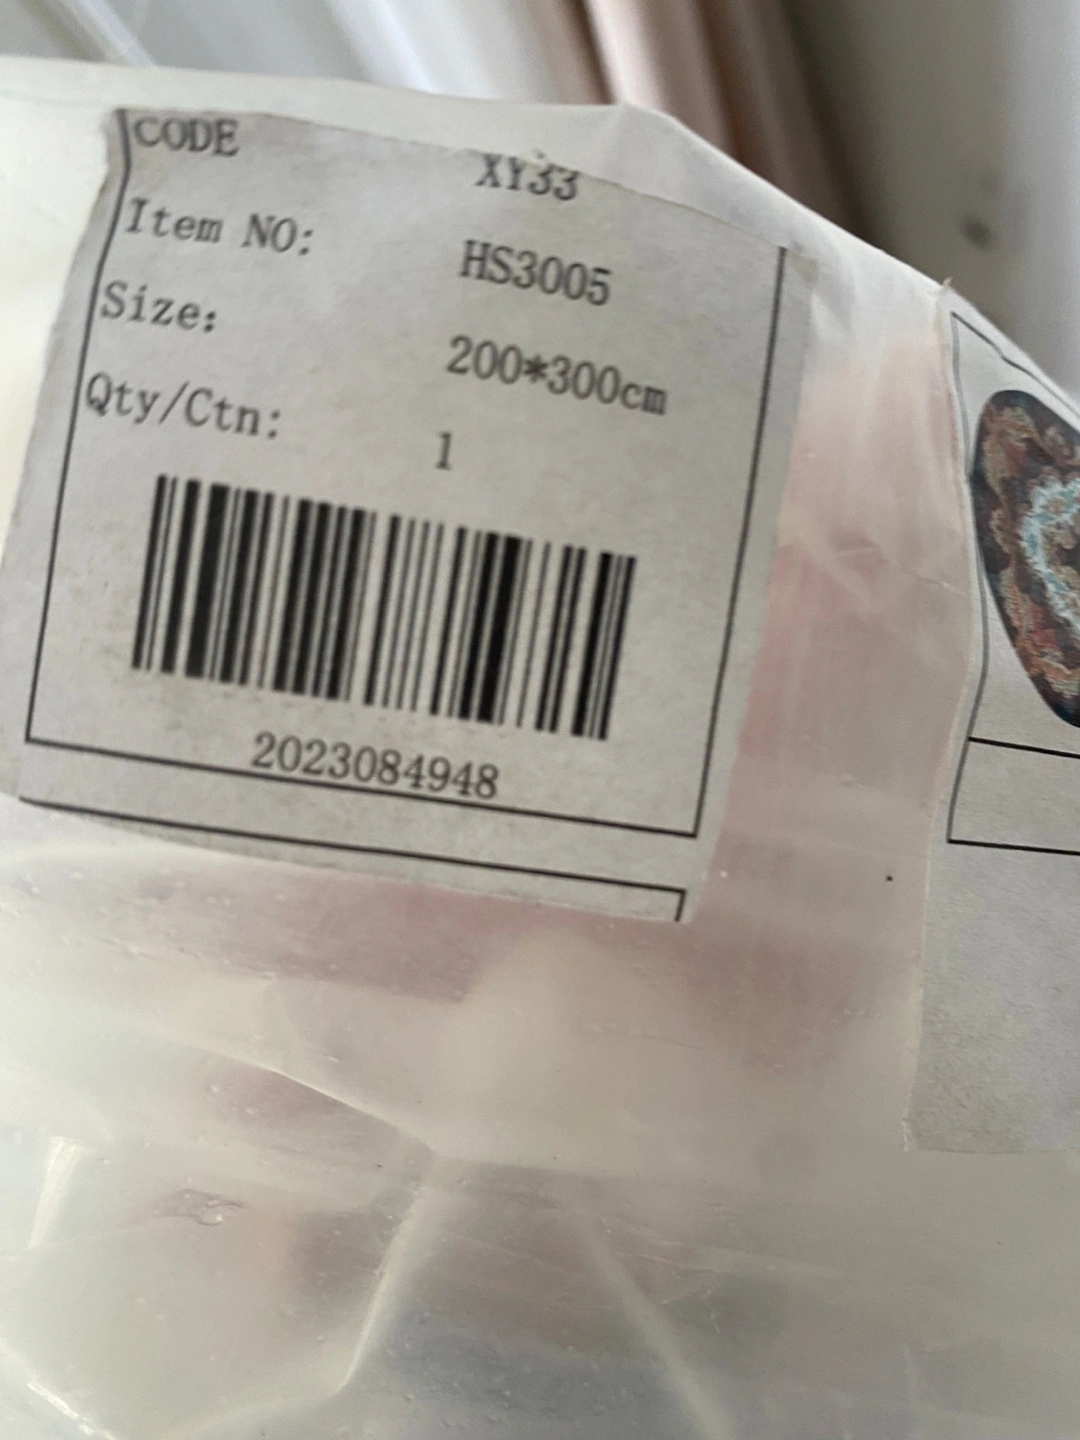 CODE XY33
Item NO: HS3005
Size: 200*300cm
Qty/Ctn: 1
2023084948